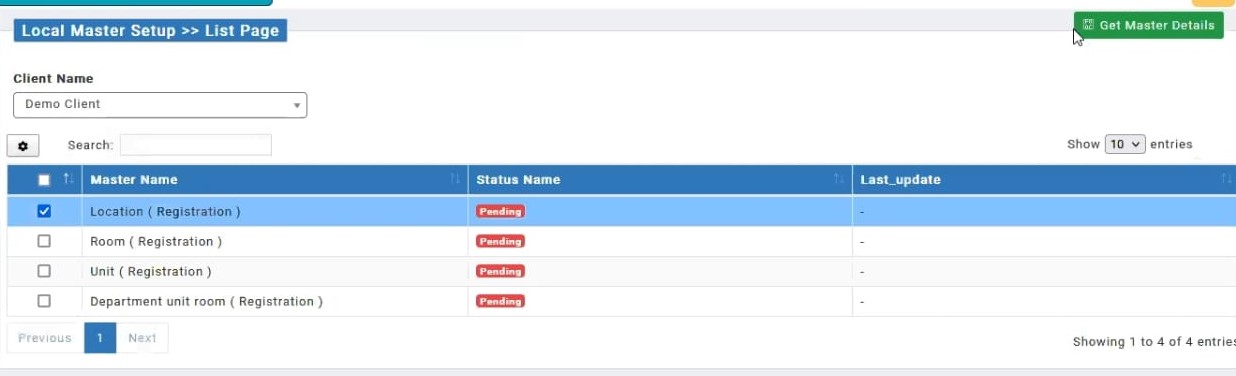 Local Master Setup >> List Page
Get Master Details
Client Name
Demo Client
Search:
Show 10 entries
Master Name Status Name Last_update
Location ( Registration ) Pending -
Room ( Registration ) Pending -
Unit ( Registration ) Pending -
Department unit room ( Registration ) Pending -
Previous 1 Next
Showing 1 to 4 of 4 entries